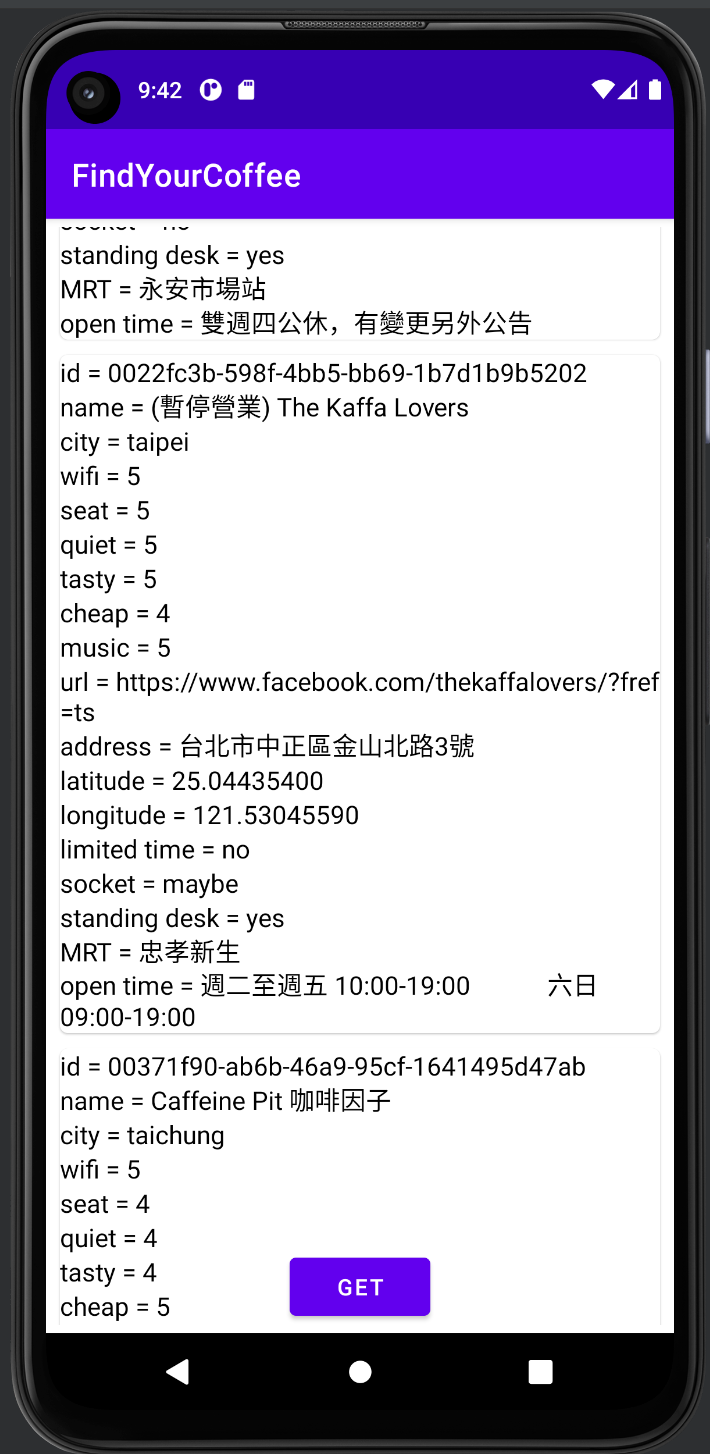 9:42
FindYourCoffee
standing desk = yes
MRT = 永安市場站
open time = 雙週四公休，有變更另外公告
id = 0022fc3b-598f-4bb5-bb69-1b7d1b9b5202
name = (暫停營業) The Kaffa Lovers
city = taipei
wifi = 5
seat = 5
quiet = 5
tasty = 5
cheap = 4
music = 5
url = https://www.facebook.com/thekaffalovers/?fref
=ts
address = 台北市中正區金山北路3號
latitude = 25.04435400
longitude = 121.53045590
limited time = no
socket = maybe
standing desk = yes
MRT = 忠孝新生
open time = 週二至週五 10:00-19:00 六日
09:00-19:00
id = 00371f90-ab6b-46a9-95cf-1641495d47ab
name = Caffeine Pit 咖啡因子
city = taichung
wifi = 5
seat = 4
quiet = 4
tasty = 4
cheap = 5
GET